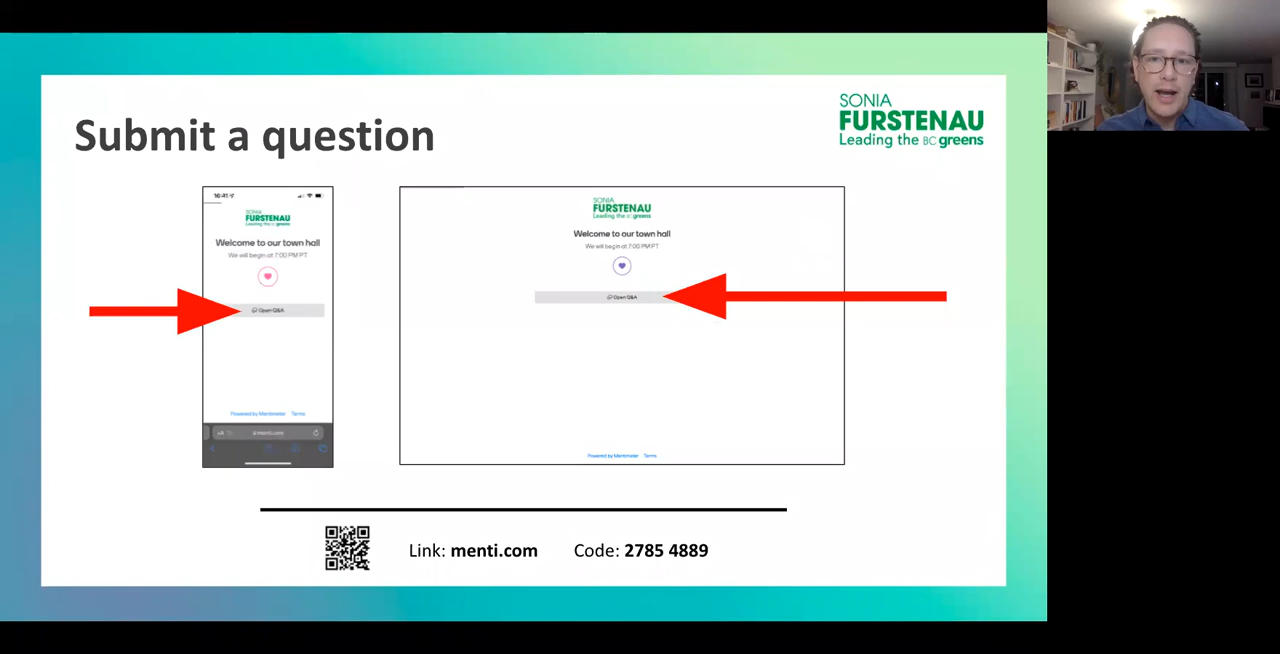 Submit a question
SONIA
FURSTENAU
Leading the BC greens
16:41
SONIA
FURSTENAU
Leading the BC greens
Welcome to our town hall
We will begin at 7:00 PM PT
Open Q&A
Powered by Mentimeter Terms
AA
menti.com
SONIA
FURSTENAU
Leading the BC greens
Welcome to our town hall
We will begin at 7:00 PM PT
Open Q&A
Powered by Mentimeter Terms
Link: menti.com Code: 2785 4889